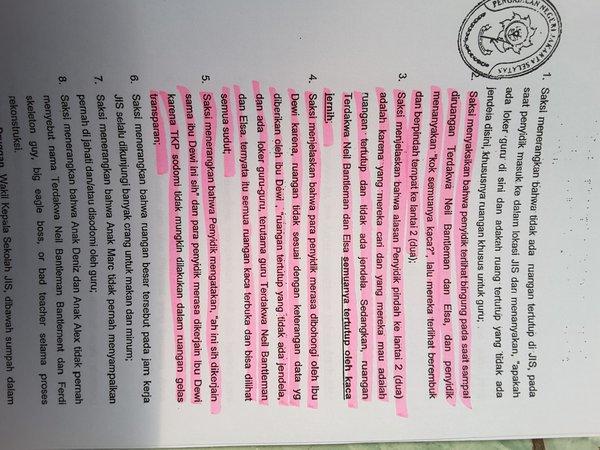 PENGADILAN NEGERI JAKARTA SELATAN
1. Saksi menerangkan bahwa tidak ada ruangan tertutup di JIS, pada
saat penyidik masuk ke dalam lokasi JIS dan menanyakan, "apakah
ada loker guru di sini dan adakah ruang tertutup yang tidak ada
jendela disini, khususnya ruangan khusus untuk guru;
Saksi menyaksikan bahwa penyidik terlihat bingung pada saat sampai
diruangan Terdakwa Neil Bantleman dan Elsa, dan penyidik
menanyakan "kok semuanya kaca?", lalu mereka terlihat berembuk
dan berpindah tempat ke lantai 2 (dua);
3. Saksi menjelaskan bahwa alasan Penyidik pindah ke lantai 2 (dua)
adalah karena yang mereka cari dan yang mereka mau adalah
ruangan tertutup dan tidak ada jendela. Sedangkan, ruangan
Terdakwa Neil Bantleman dan Elsa semuanya tertutup oleh kaca
jernih;
4. Saksi menjelaskan bahwa para penyidik merasa dibohongi oleh Ibu
Dewi karena, ruangan tidak sesuai dengan keterangan data yg
diberikan oleh ibu Dewi , "ruangan tertutup yang tidak ada jendela,
dan ada loker guru-guru, terutama guru Terdakwa Neil Bantleman
dan Elsa. ternyata itu semua ruangan kaca terbuka dan bisa dilihat
semua sudut;
5. Saksi menerangkan bahwa Penyidik mengatakan, "ah ini sih dikerjain
sama ibu Dewi ini sih" dan para penyidik merasa dikerjain Ibu Dewi
karena TKP sodomi tidak mungkin dilakukan dalam ruangan gelas
transparan;
6. Saksi menerangkan bahwa ruangan besar tersebut pada jam kerja
JIS selalu dikunjungi banyak orang untuk makan dan minum;
7. Saksi menerangkan bahwa Anak Marc tidak pernah menyampaikan
pernah di jahati dan/atau disodomi oleh guru;
8. Saksi menerangkan bahwa Anak Deniz dan Anak Alex tidak pernah
menyebut nama Terdakwa Neil Bantleman Bantlernent dan Ferdi
skeleton guy, big eagle boss, or bad teacher selama proses
rekonstruksi.
Druggan, Wakil Kepala Sekolah JIS, dibawah sumpah dalam